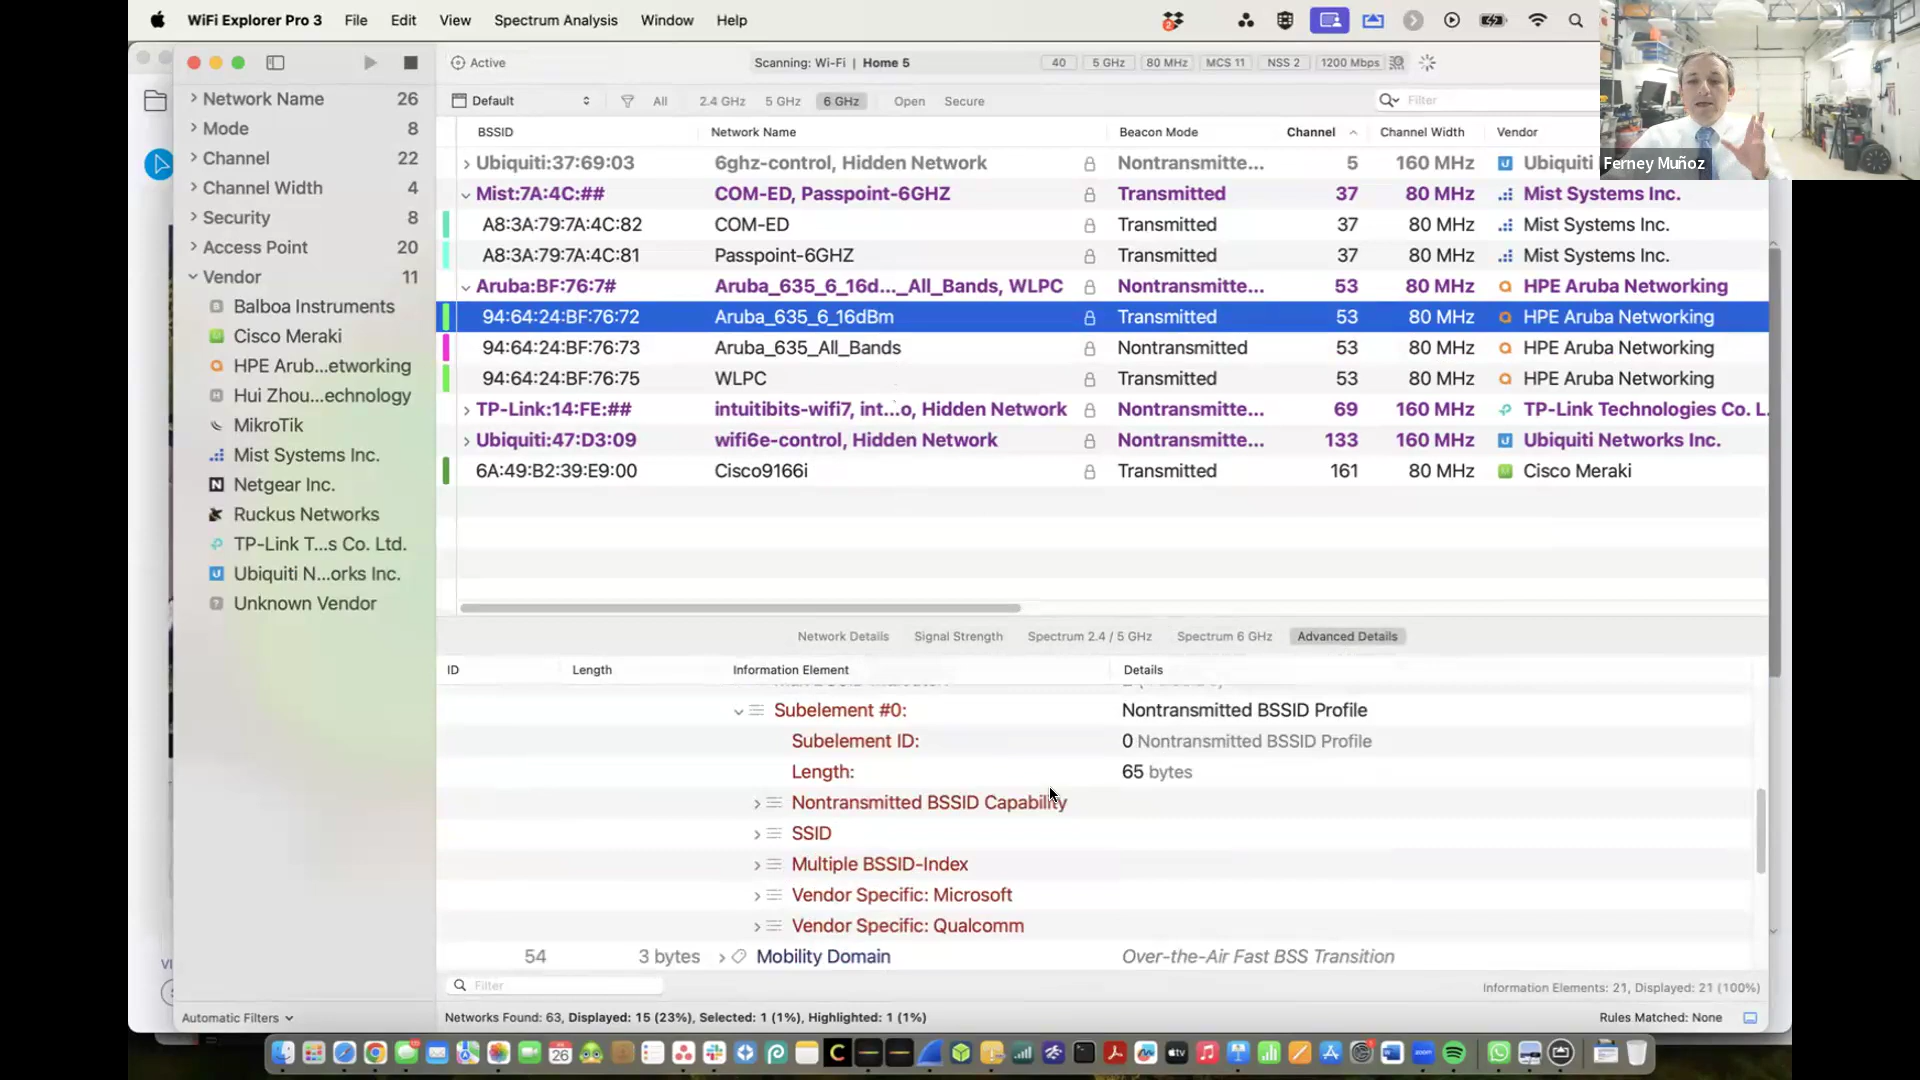 WiFi Explorer Pro 3 File Edit View Spectrum Analysis Window Help
Active Scanning: Wi-Fi | Home 5 40 5 GHz 80 MHz MCS 11 NSS 2 1200 Mbps
Default All 2.4 GHz 5 GHz 6 GHz Open Secure Filter
Network Name 26
Mode 8
Channel 22
Channel Width 4
Security 8
Access Point 20
Vendor 11
Balboa Instruments
Cisco Meraki
HPE Arub...etworking
Hui Zhou...echnology
MikroTik
Mist Systems Inc.
Netgear Inc.
Ruckus Networks
TP-Link T...s Co. Ltd.
Ubiquiti N...orks Inc.
Unknown Vendor
Automatic Filters
BSSID Network Name Beacon Mode Channel Channel Width Vendor
Ubiquiti:37:69:03 6ghz-control, Hidden Network Nontransmitte... 5 160 MHz Ubiquiti
Mist:7A:4C:## COM-ED, Passpoint-6GHZ Transmitted 37 80 MHz Mist Systems Inc.
A8:3A:79:7A:4C:82 COM-ED Transmitted 37 80 MHz Mist Systems Inc.
A8:3A:79:7A:4C:81 Passpoint-6GHZ Transmitted 37 80 MHz Mist Systems Inc.
Aruba:BF:76:7# Aruba_635_6_16d..._All_Bands, WLPC Nontransmitte... 53 80 MHz HPE Aruba Networking
94:64:24:BF:76:72 Aruba_635_6_16dBm Transmitted 53 80 MHz HPE Aruba Networking
94:64:24:BF:76:73 Aruba_635_All_Bands Nontransmitted 53 80 MHz HPE Aruba Networking
94:64:24:BF:76:75 WLPC Transmitted 53 80 MHz HPE Aruba Networking
TP-Link:14:FE:## intuitibits-wifi7, int...o, Hidden Network Nontransmitte... 69 160 MHz TP-Link Technologies Co. L.
Ubiquiti:47:D3:09 wifi6e-control, Hidden Network Nontransmitte... 133 160 MHz Ubiquiti Networks Inc.
6A:49:B2:39:E9:00 Cisco9166i Transmitted 161 80 MHz Cisco Meraki
Network Details Signal Strength Spectrum 2.4 / 5 GHz Spectrum 6 GHz Advanced Details
ID Length Information Element Details
Subelement #0: Nontransmitted BSSID Profile
Subelement ID: 0 Nontransmitted BSSID Profile
Length: 65 bytes
Nontransmitted BSSID Capability
SSID
Multiple BSSID-Index
Vendor Specific: Microsoft
Vendor Specific: Qualcomm
54 3 bytes Mobility Domain Over-the-Air Fast BSS Transition
Filter Information Elements: 21, Displayed: 21 (100%)
Networks Found: 63, Displayed: 15 (23%), Selected: 1 (1%), Highlighted: 1 (1%) Rules Matched: None
Ferney Muñoz
26
tv